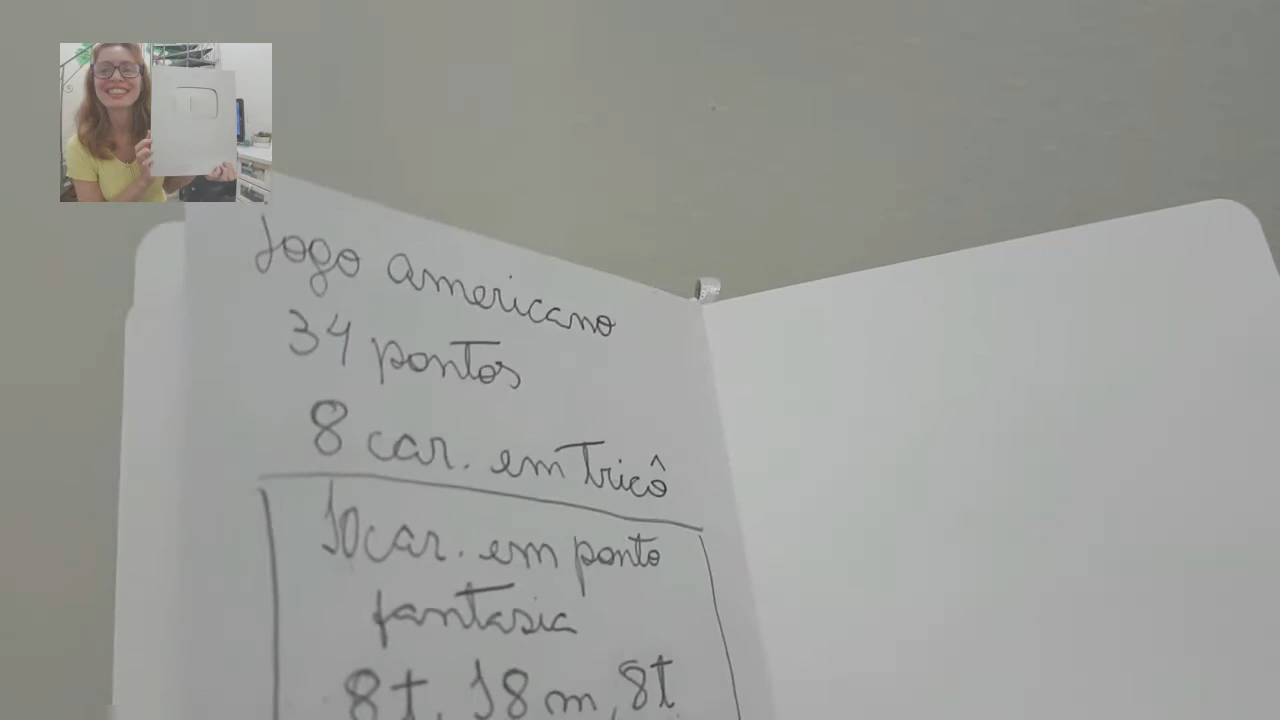 Jogo americano
34 pontos
8 car. em Tricô
10 car. em ponto
fantasia
8t, 18m, 8t